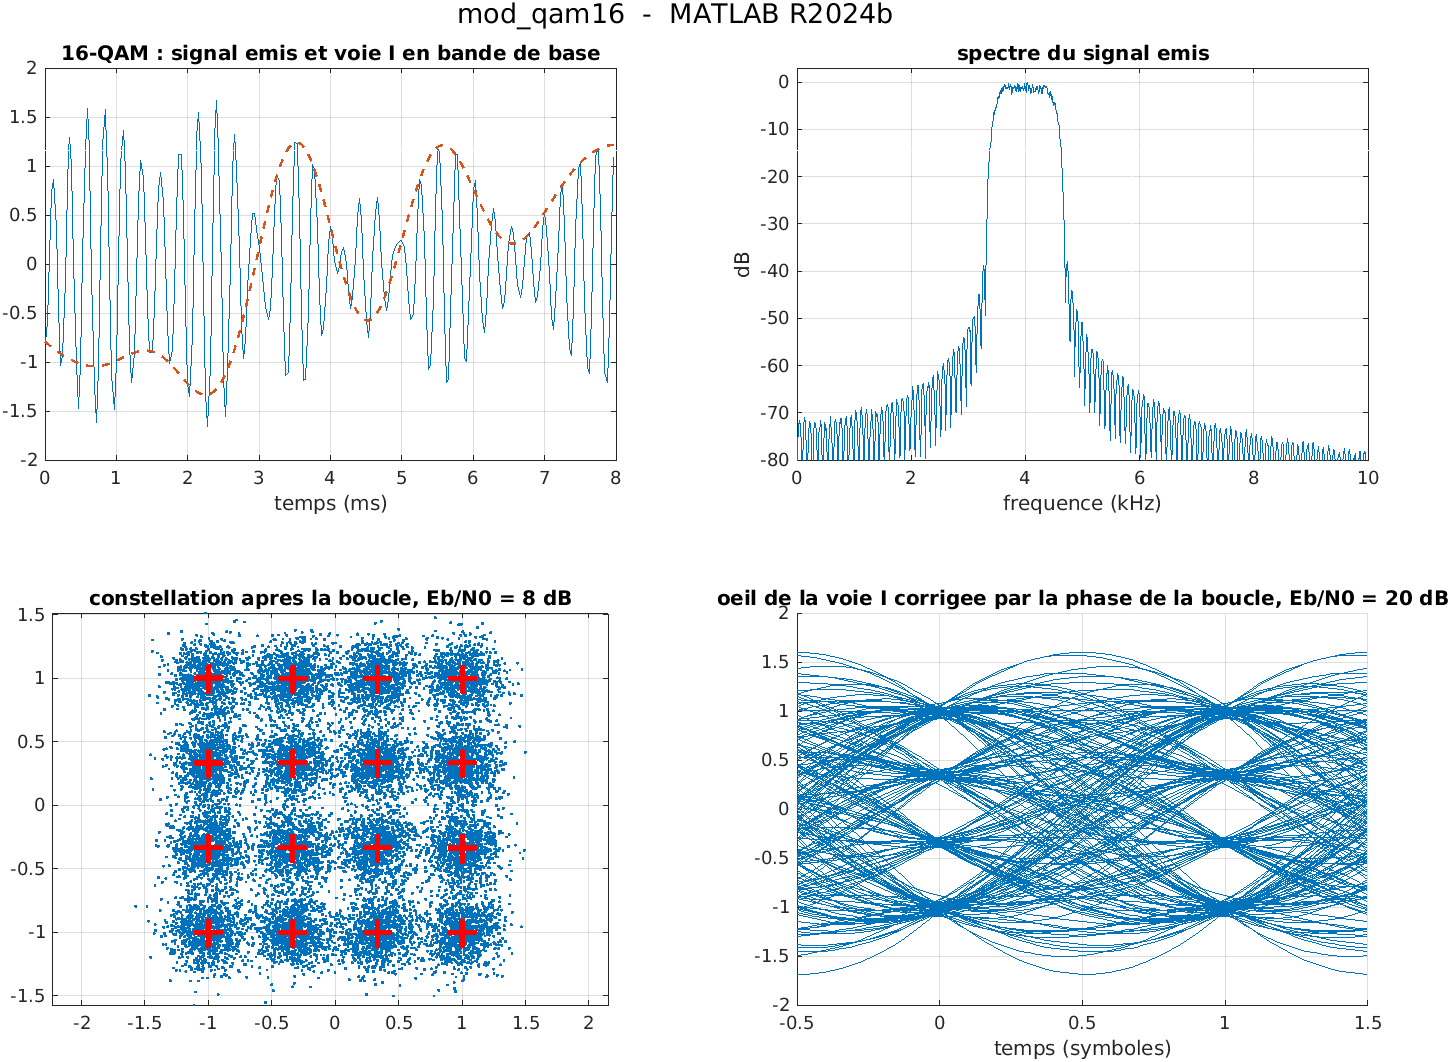 mod_qam16 - MATLAB R2024b
16-QAM : signal emis et voie I en bande de base
2
1.5
1
0.5
0
-0.5
-1
-1.5
-2
0 1 2 3 4 5 6 7 8
temps (ms)
spectre du signal emis
dB
0
-10
-20
-30
-40
-50
-60
-70
-80
0 2 4 6 8 10
frequence (kHz)
constellation apres la boucle, Eb/N0 = 8 dB
1.5
1
0.5
0
-0.5
-1
-1.5
-2 -1.5 -1 -0.5 0 0.5 1 1.5 2
oeil de la voie I corrigee par la phase de la boucle, Eb/N0 = 20 dB
2
1.5
1
0.5
0
-0.5
-1
-1.5
-2
-0.5 0 0.5 1 1.5
temps (symboles)